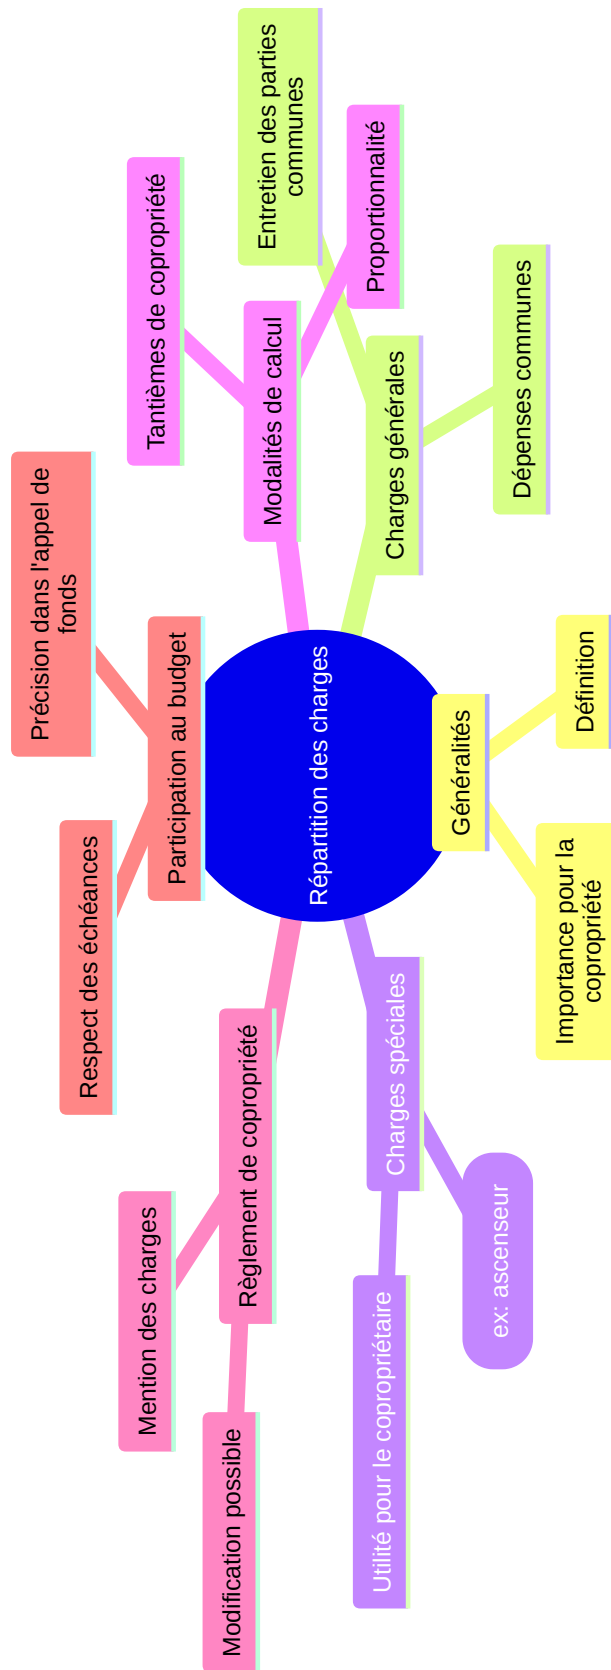 Répartition des charges
Généralités
Définition
Importance pour la
copropriété
Charges générales
Dépenses communes
Entretien des parties
communes
Charges spéciales
ex: ascenseur
Utilité pour le copropriétaire
Modalités de calcul
Proportionnalité
Tantièmes de copropriété
Règlement de copropriété
Mention des charges
Modification possible
Participation au budget
Précision dans l'appel de
fonds
Respect des échéances